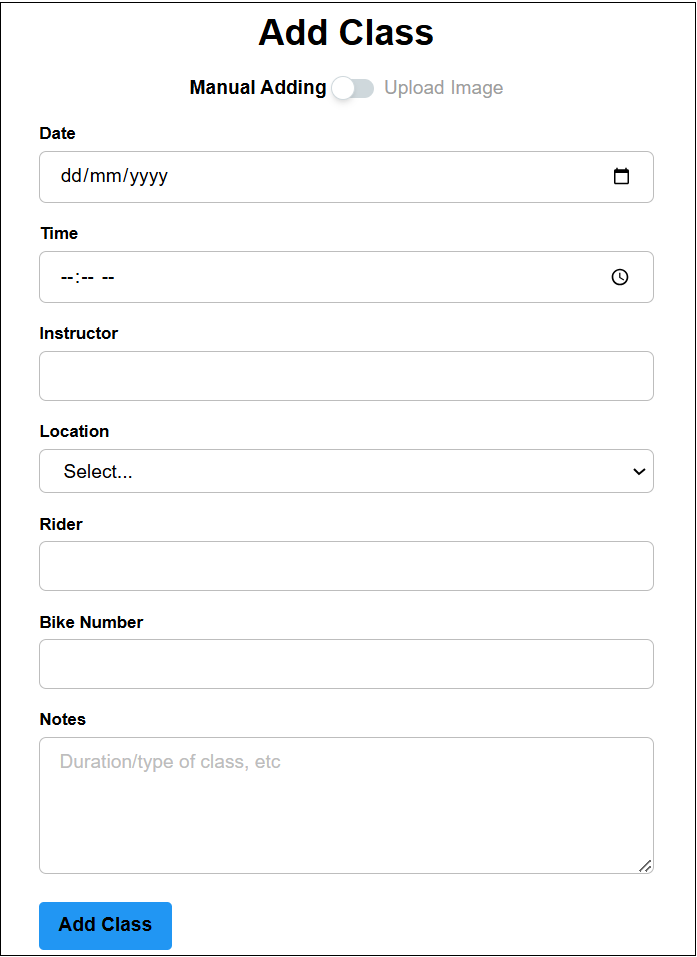 Add Class
Manual Adding Upload Image
Date
dd/mm/yyyy
Time
--:-- --
Instructor
Location
Select...
Rider
Bike Number
Notes
Duration/type of class, etc
Add Class